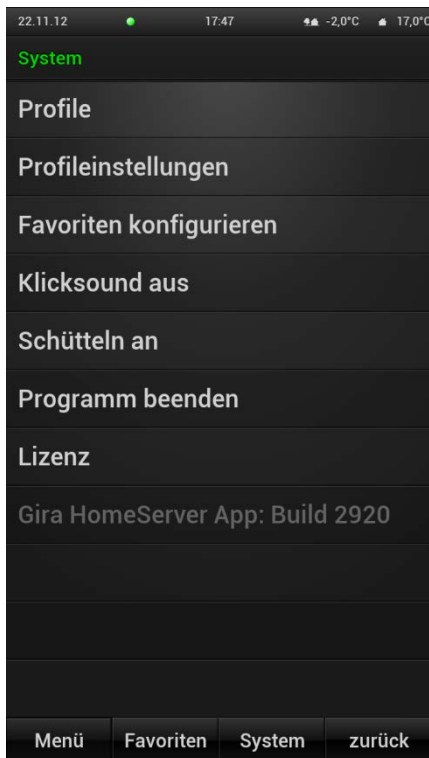 22.11.12 17:47 -2,0°C 17,0°C
System
Profile
Profileinstellungen
Favoriten konfigurieren
Klicksound aus
Schütteln an
Programm beenden
Lizenz
Gira HomeServer App: Build 2920
Menü Favoriten System zurück